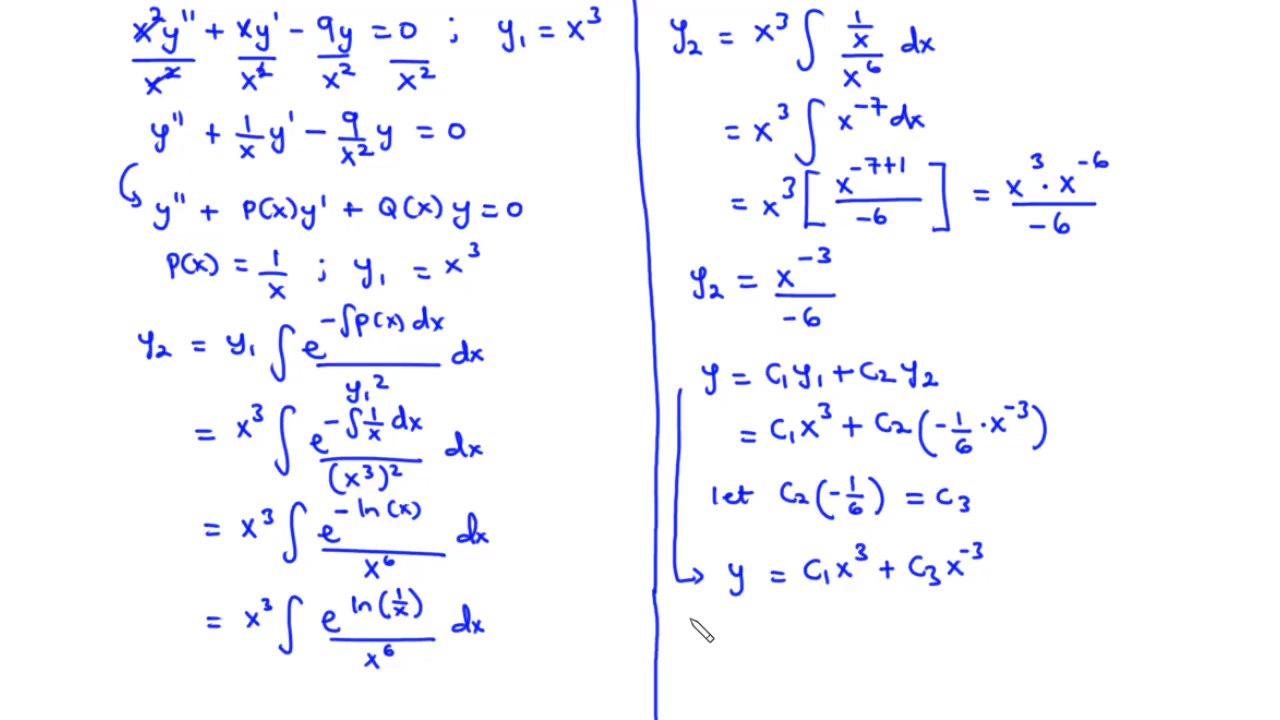 x²y'' + xy' - 9y = 0 ; y₁ = x³
x² x² x² x²
y'' + 1/x y' - 9/x² y = 0
y'' + P(x)y' + Q(x)y = 0
P(x) = 1/x ; y₁ = x³
y₂ = y₁ ∫ e^(-∫P(x)dx) / y₁² dx
= x³ ∫ e^(-∫1/x dx) / (x³)² dx
= x³ ∫ e^(-ln(x)) / x⁶ dx
= x³ ∫ e^(ln(1/x)) / x⁶ dx
y₂ = x³ ∫ (1/x) / x⁶ dx
= x³ ∫ x⁻⁷ dx
= x³ [ x^(-7+1) / -6 ] = x³ · x⁻⁶ / -6
y₂ = x⁻³ / -6
y = C₁y₁ + C₂y₂
= C₁x³ + C₂(-1/6 · x⁻³)
let C₂(-1/6) = C₃
y = C₁x³ + C₃x⁻³